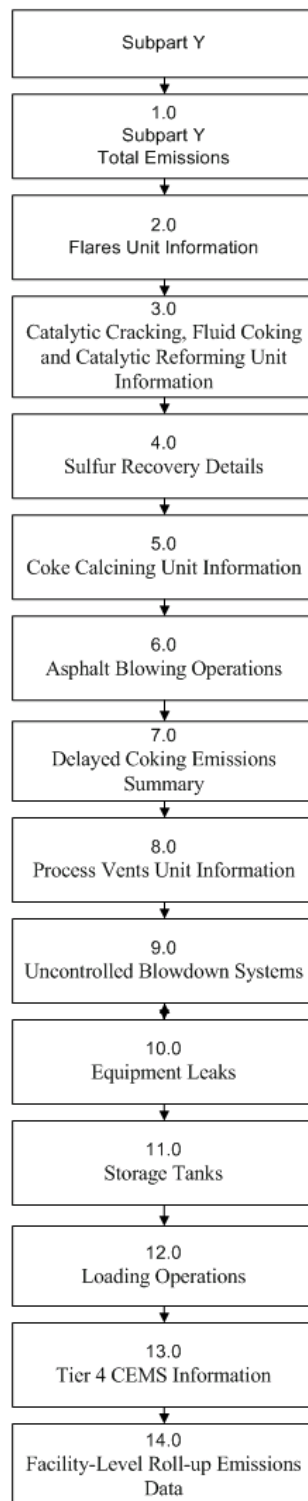 Subpart Y
1.0
Subpart Y
Total Emissions
2.0
Flares Unit Information
3.0
Catalytic Cracking, Fluid Coking
and Catalytic Reforming Unit
Information
4.0
Sulfur Recovery Details
5.0
Coke Calcining Unit Information
6.0
Asphalt Blowing Operations
7.0
Delayed Coking Emissions
Summary
8.0
Process Vents Unit Information
9.0
Uncontrolled Blowdown Systems
10.0
Equipment Leaks
11.0
Storage Tanks
12.0
Loading Operations
13.0
Tier 4 CEMS Information
14.0
Facility-Level Roll-up Emissions
Data